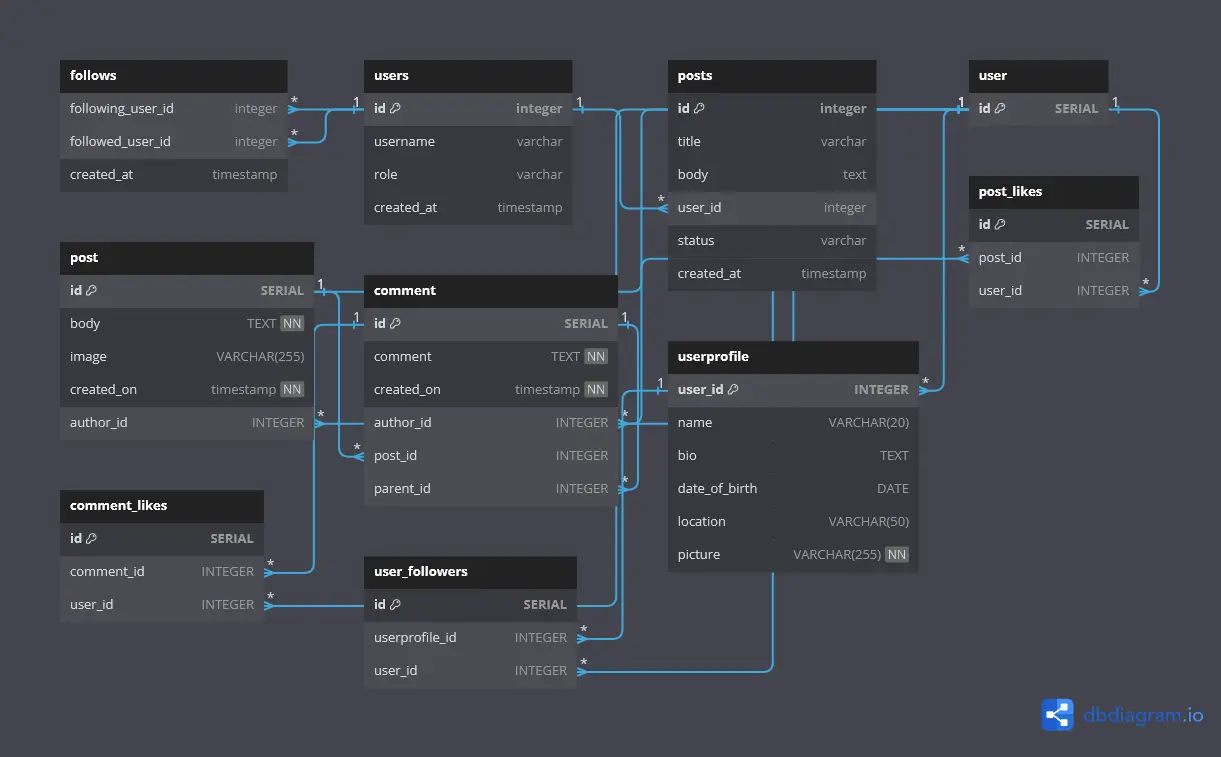 follows
following_user_id integer
followed_user_id integer
created_at timestamp
users
id integer
username varchar
role varchar
created_at timestamp
posts
id integer
title varchar
body text
user_id integer
status varchar
created_at timestamp
user
id SERIAL
post_likes
id SERIAL
post_id INTEGER
user_id INTEGER
post
id SERIAL
body TEXT NN
image VARCHAR(255)
created_on timestamp NN
author_id INTEGER
comment
id SERIAL
comment TEXT NN
created_on timestamp NN
author_id INTEGER
post_id INTEGER
parent_id INTEGER
userprofile
user_id INTEGER
name VARCHAR(20)
bio TEXT
date_of_birth DATE
location VARCHAR(50)
picture VARCHAR(255) NN
comment_likes
id SERIAL
comment_id INTEGER
user_id INTEGER
user_followers
id SERIAL
userprofile_id INTEGER
user_id INTEGER
* * 1 1 * 1 1 * *
1 1 * * 1 * * 1 *
* * * *
dbdiagram.io